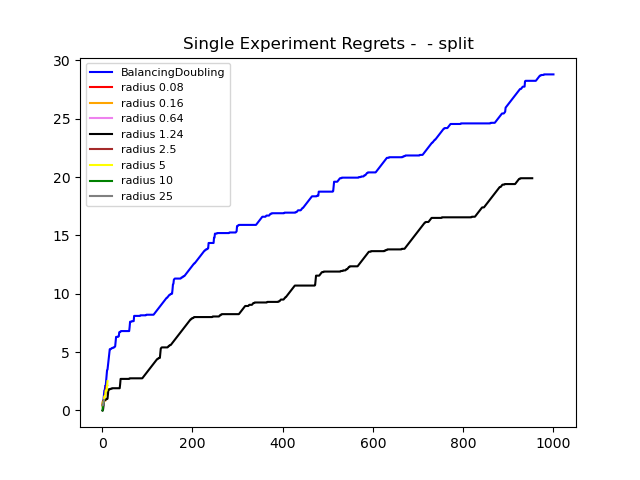 Single Experiment Regrets -  - split
BalancingDoubling
radius 0.08
radius 0.16
radius 0.64
radius 1.24
radius 2.5
radius 5
radius 10
radius 25
30
25
20
15
10
5
0
0 200 400 600 800 1000